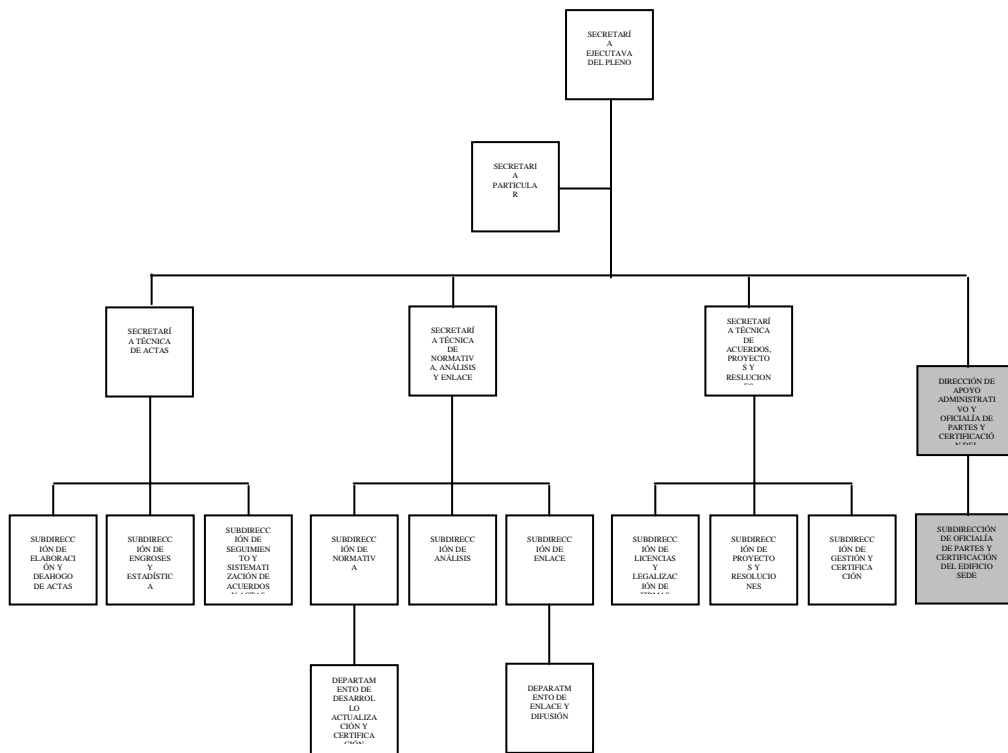 SECRETARÍ
A
EJECUTAVA
DEL PLENO
SECRETARI
A
PARTICULA
R
SECRETARÍ
A TÉCNICA
DE ACTAS
SECRETARÍ
A TÉCNICA
DE
NORMATIV
A, ANÁLISIS
Y ENLACE
SECRETARÍ
A TÉCNICA
DE
ACUERDOS,
PROYECTO
S Y
RESLUCION
DIRECCIÓN DE
APOYO
ADMINISTRATI
VO Y
OFICIALÍA DE
PARTES Y
CERTIFICACIÓ
SUBDIRECC
IÓN DE
ELABORACI
ÓN Y
DEAHOGO
DE ACTAS
SUBDIRECC
IÓN DE
ENGROSES
Y
ESTADÍSTIC
A
SUBDIRECC
IÓN DE
SEGUIMIEN
TO Y
SISTEMATI
ZACIÓN DE
ACUERDOS
Y ACTAS
SUBDIRECC
IÓN DE
NORMATIV
A
SUBDIRECC
IÓN DE
ANÁLISIS
SUBDIRECC
IÓN DE
ENLACE
SUBDIRECC
IÓN DE
LICENCIAS
Y
LEGALIZAC
IÓN DE
FIRMAS
SUBDIRECC
IÓN DE
PROYECTO
S Y
RESOLUCIO
NES
SUBDIRECC
IÓN DE
GESTIÓN Y
CERTIFICA
CIÓN
SUBDIRECCIÓN
DE OFICIALÍA
DE PARTES Y
CERTIFICACIÓN
DEL EDIFICIO
SEDE
DEPARTAM
ENTO DE
DESARROL
LO
ACTUALIZA
CIÓN Y
CERTIFICA
CIÓN
DEPARATM
ENTO DE
ENLACE Y
DIFUSIÓN